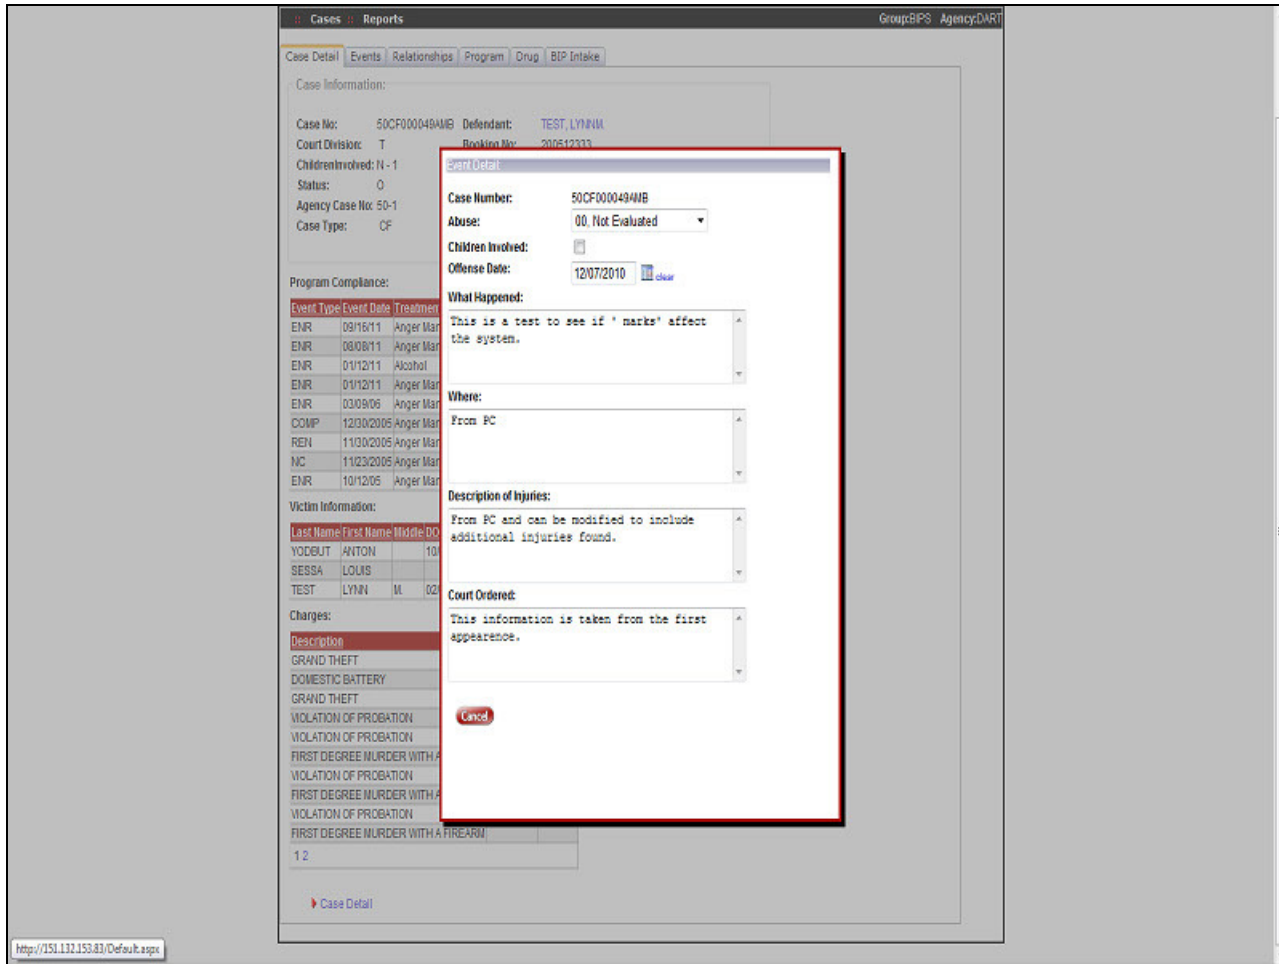 :: Cases :: Reports Group:BIPS Agency:DART
Case Detail Events Relationships Program Drug BIP Intake
Case Information:
Case No: 50CF000049AMB Defendant: TEST, LYNNM.
Court Division: T Booking No: 200512333
ChildrenInvolved: N - 1
Status: O
Agency Case No: 50-1
Case Type: CF
Program Compliance:
Event Type Event Date Treatmen
ENR 09/16/11 Anger Man
ENR 08/08/11 Anger Man
ENR 01/12/11 Alcohol
ENR 01/12/11 Anger Man
ENR 03/09/06 Anger Man
COMP 12/30/2005 Anger Man
REN 11/30/2005 Anger Man
NC 11/23/2005 Anger Man
ENR 10/12/05 Anger Man
Victim Information:
Last Name First Name Middle DO
YODBUT ANTON 10/
SESSA LOUIS
TEST LYNN M. 02/
Charges:
Description
GRAND THEFT
DOMESTIC BATTERY
GRAND THEFT
VIOLATION OF PROBATION
VIOLATION OF PROBATION
FIRST DEGREE MURDER WITH A
VIOLATION OF PROBATION
FIRST DEGREE MURDER WITH A
VIOLATION OF PROBATION
FIRST DEGREE MURDER WITH A FIREARM
1 2
Case Detail
Event Detail
Case Number: 50CF000049AMB
Abuse: 00, Not Evaluated
Children Involved:
Offense Date: 12/07/2010 clear
What Happened:
This is a test to see if " marks" affect
the system.
Where:
From PC
Description of Injuries:
From PC and can be modified to include
additional injuries found.
Court Ordered:
This information is taken from the first
appearence.
Cancel
http://151.132.153.83/Default.aspx